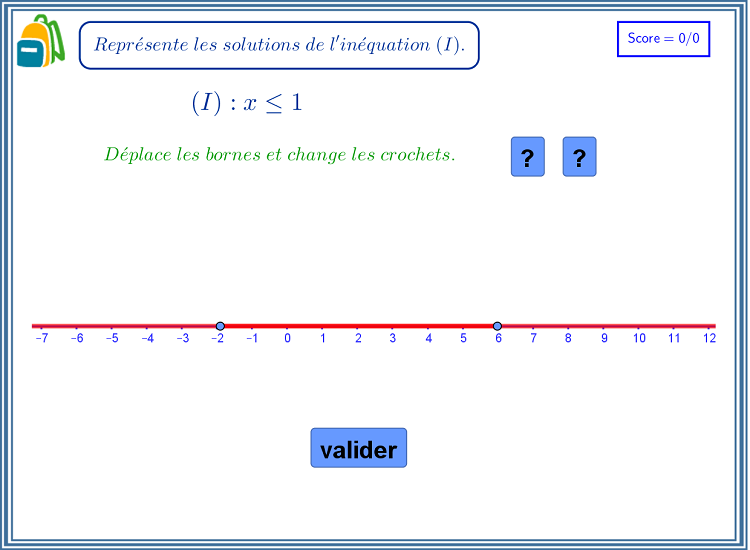 Représente les solutions de l'inéquation (I).
Score = 0/0
(I) : x ≤ 1
Déplace les bornes et change les crochets.
? ?
−7 −6 −5 −4 −3 −2 −1 0 1 2 3 4 5 6 7 8 9 10 11 12
valider